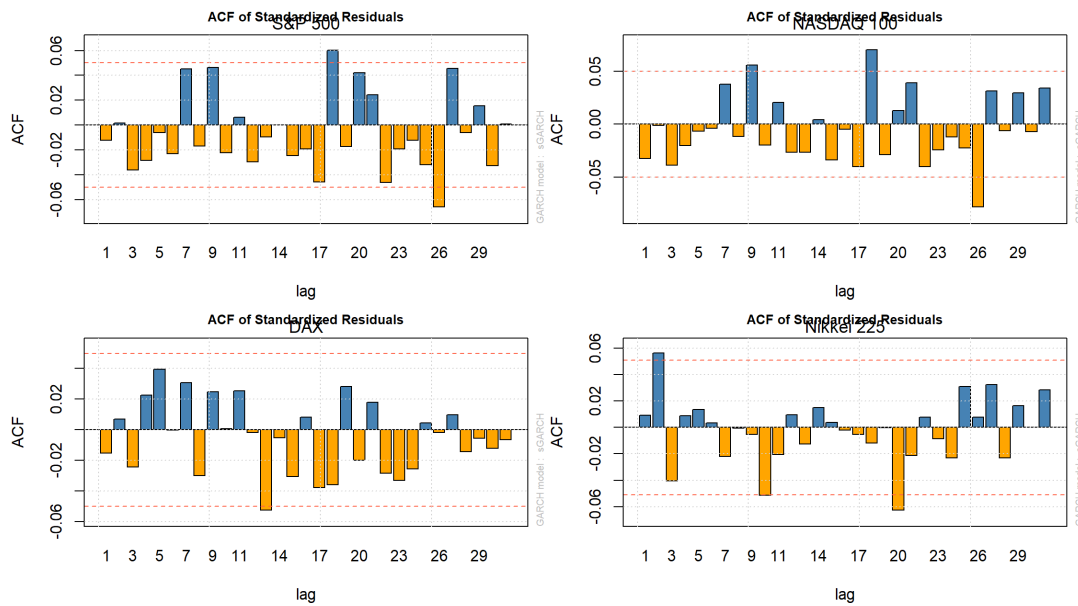 ACF of Standardized Residuals
S&P 500
ACF
0.06
0.02
-0.02
-0.06
1 3 5 7 9 11 14 17 20 23 26 29
lag
GARCH model : sGARCH
ACF of Standardized Residuals
NASDAQ 100
ACF
0.05
0.00
-0.05
1 3 5 7 9 11 14 17 20 23 26 29
lag
GARCH model : sGARCH
ACF of Standardized Residuals
DAX
ACF
0.02
-0.02
-0.06
1 3 5 7 9 11 14 17 20 23 26 29
lag
GARCH model : sGARCH
ACF of Standardized Residuals
Nikkei 225
ACF
0.06
0.02
-0.02
-0.06
1 3 5 7 9 11 14 17 20 23 26 29
lag